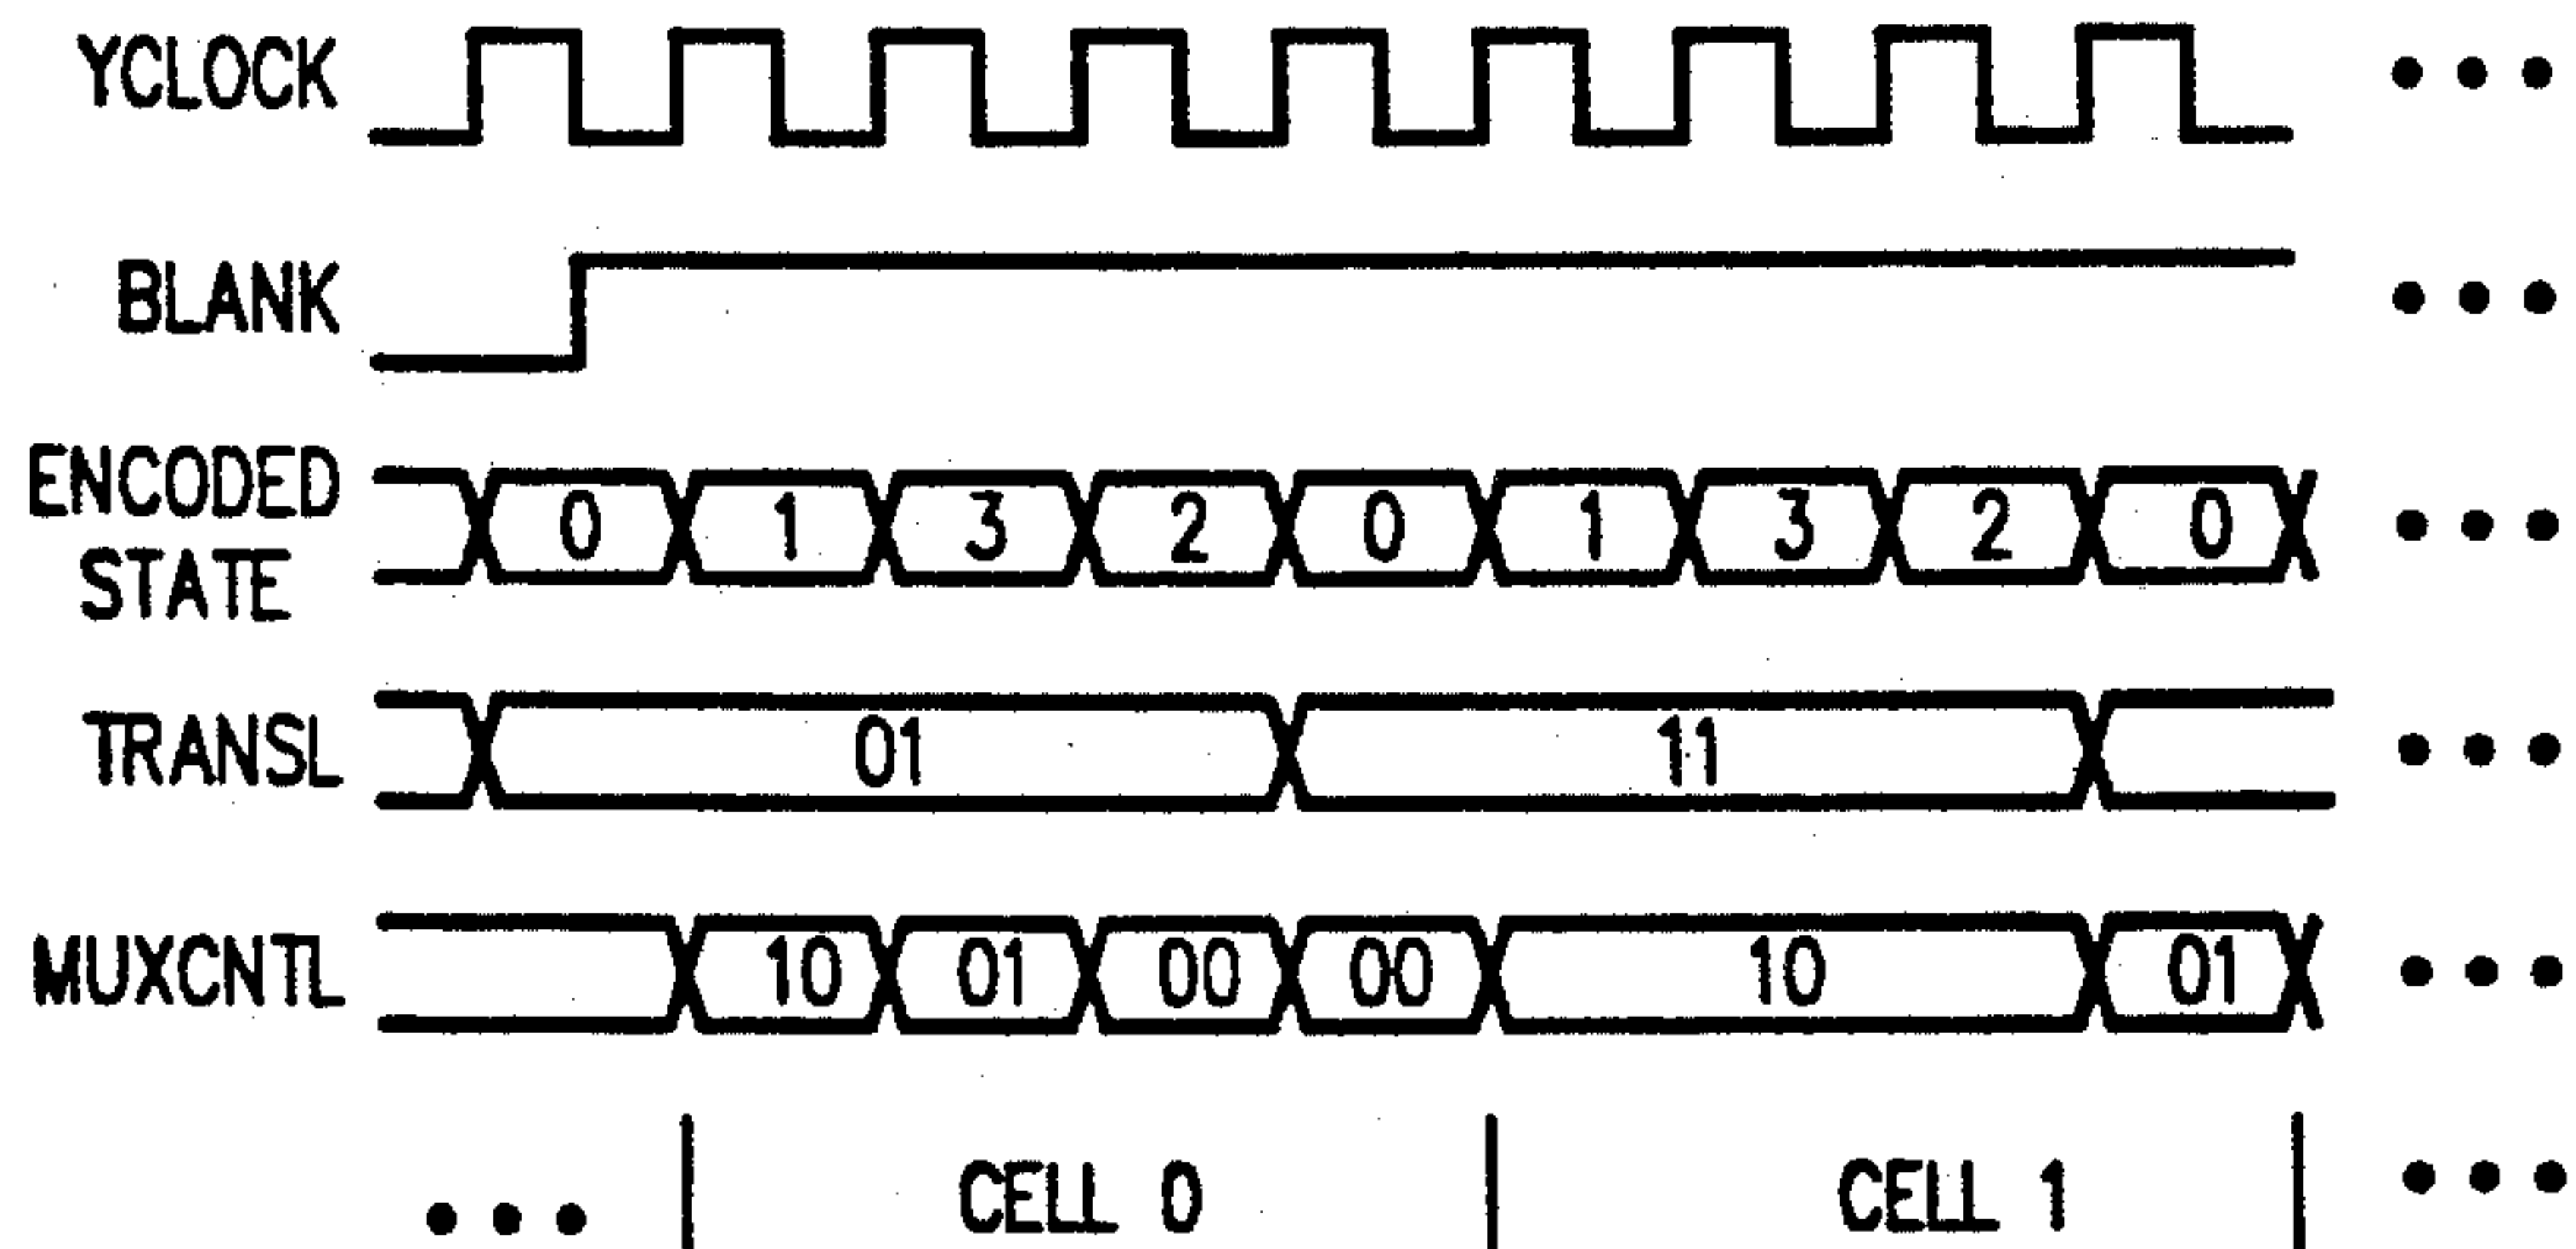 YCLOCK
BLANK
ENCODED
STATE
0 1 3 2 0 1 3 2 0
TRANSL 01 11
MUXCNTL 10 01 00 00 10 01
CELL 0 CELL 1